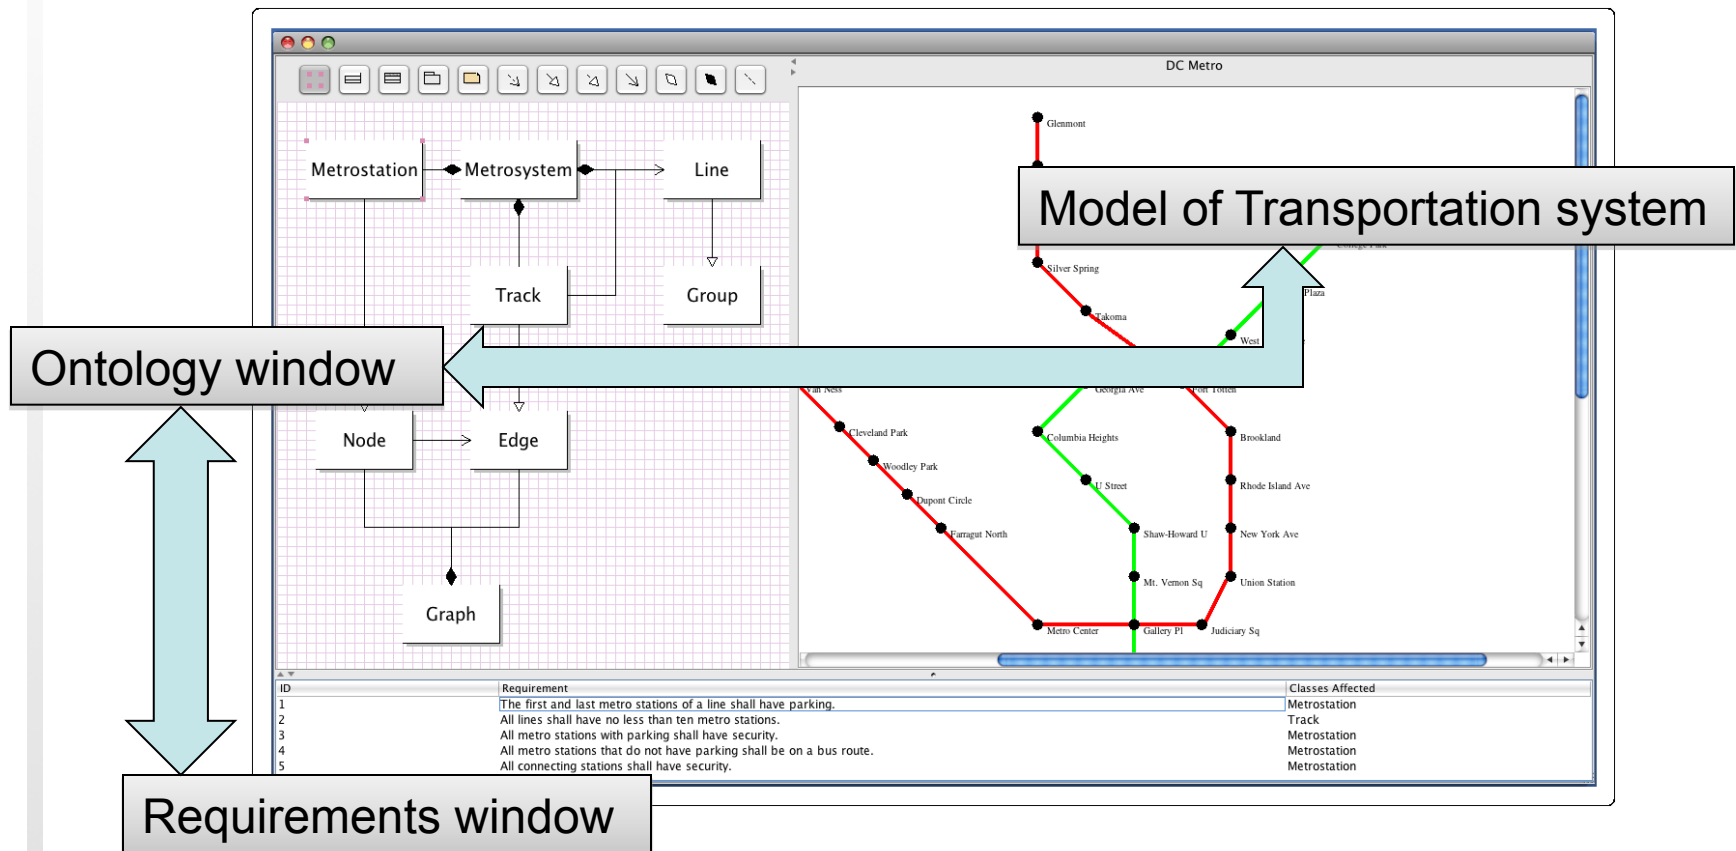 DC Metro
Glenmont
Metrostation
Metrosystem
Line
Model of Transportation system
Silver Spring
Track
Group
Plaza
Takoma
West
Ontology window
Van Ness
Georgia Ave
Fort Totten
Cleveland Park
Columbia Heights
Brookland
Node
Edge
Woodley Park
U Street
Rhode Island Ave
Dupont Circle
Farragut North
Shaw-Howard U
New York Ave
Mt. Vernon Sq
Union Station
Graph
Metro Center
Gallery Pl
Judiciary Sq
ID Requirement Classes Affected
1 The first and last metro stations of a line shall have parking. Metrostation
2 All lines shall have no less than ten metro stations. Track
3 All metro stations with parking shall have security. Metrostation
4 All metro stations that do not have parking shall be on a bus route. Metrostation
5 All connecting stations shall have security. Metrostation
Requirements window